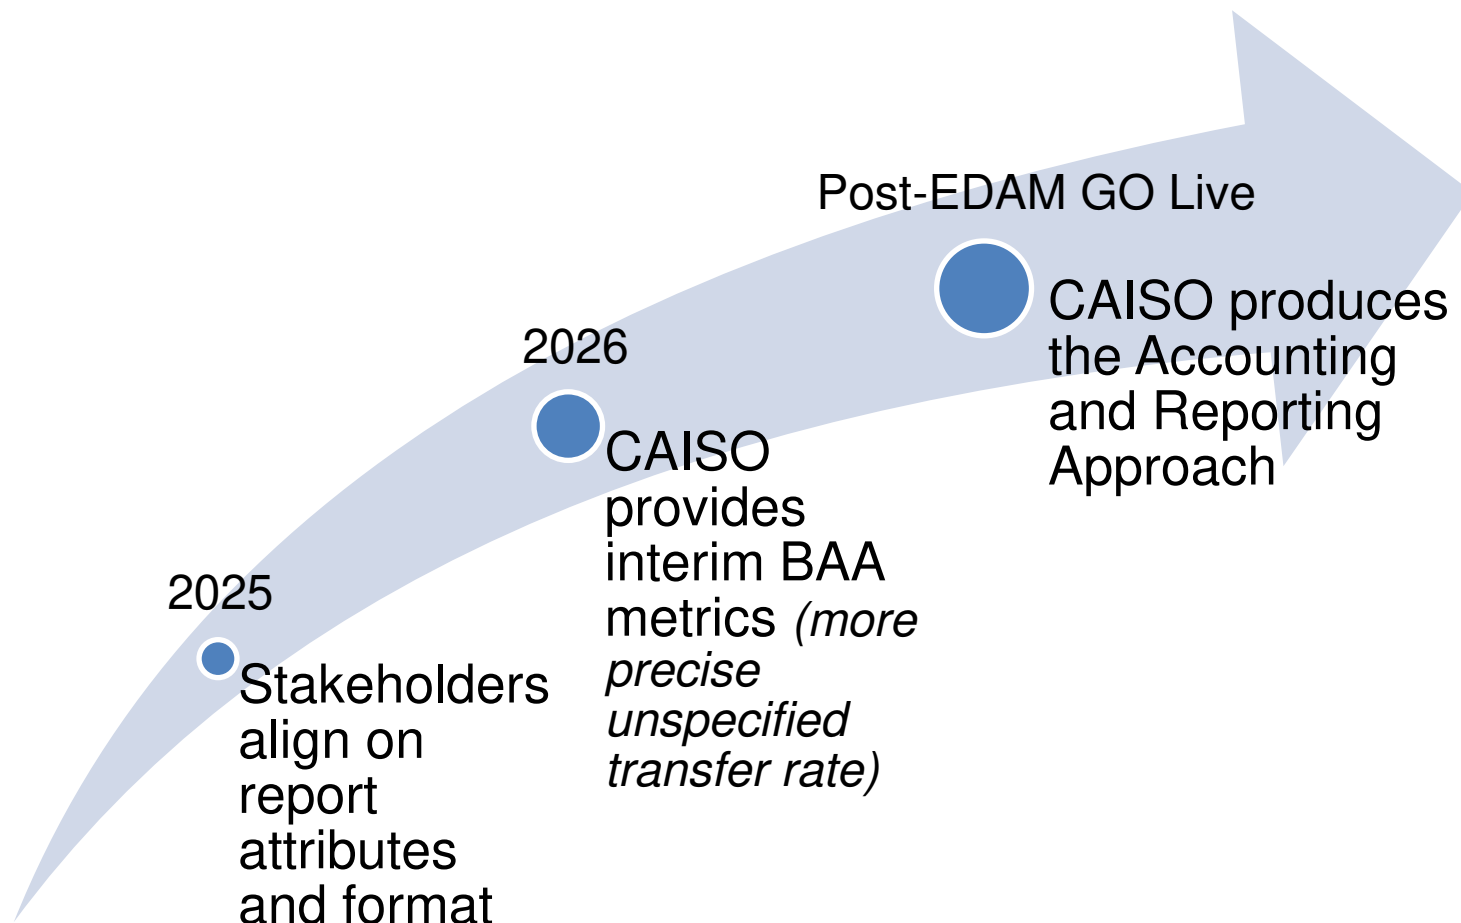 2025
Stakeholders
align on
report
attributes
and format
2026
CAISO
provides
interim BAA
metrics (more
precise
unspecified
transfer rate)
Post-EDAM GO Live
CAISO produces
the Accounting
and Reporting
Approach